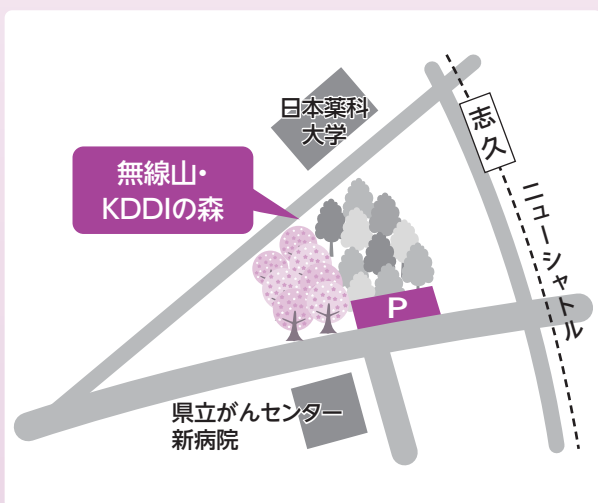 日本薬科
大学
志久
無線山・
KDDIの森
ニューシャトル
P
県立がんセンター
新病院